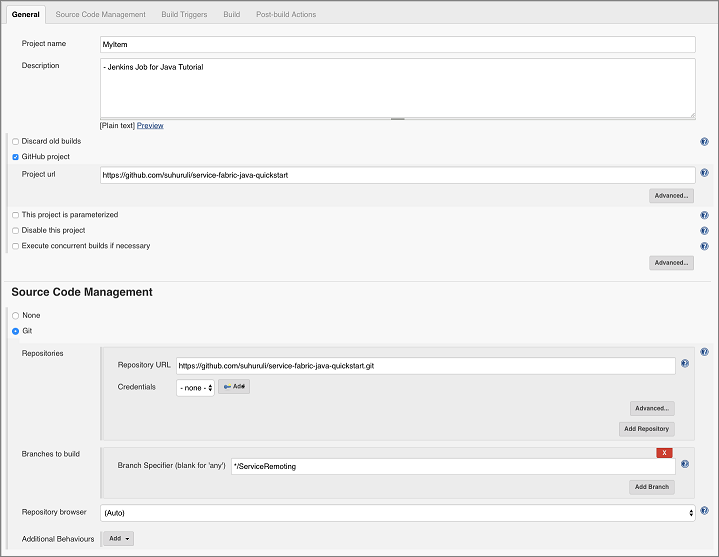 General Source Code Management Build Triggers Build Post-build Actions
Project name MyItem
Description - Jenkins Job for Java Tutorial
[Plain text] Preview
Discard old builds
GitHub project
Project url https://github.com/suhuruli/service-fabric-java-quickstart
Advanced...
This project is parameterized
Disable this project
Execute concurrent builds if necessary
Advanced...
Source Code Management
None
Git
Repositories
Repository URL https://github.com/suhuruli/service-fabric-java-quickstart.git
Credentials - none - Add
Advanced...
Add Repository
Branches to build
X
Branch Specifier (blank for 'any') */ServiceRemoting
Add Branch
Repository browser (Auto)
Additional Behaviours Add